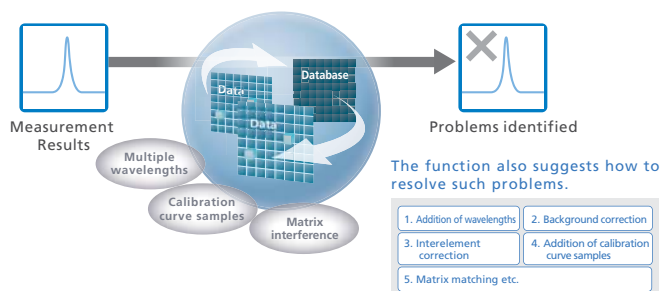 Database
Data
Data
Measurement
Results
Problems identified
Multiple
wavelengths
Calibration
curve samples
Matrix
interference
The function also suggests how to
resolve such problems.
1. Addition of wavelengths
2. Background correction
3. Interelement
correction
4. Addition of calibration
curve samples
5. Matrix matching etc.